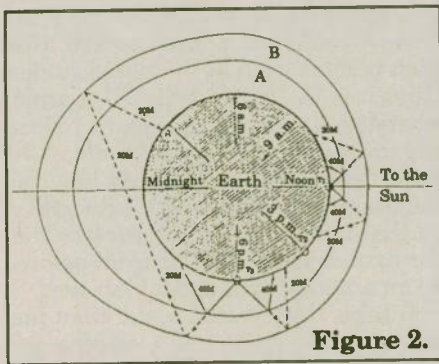 B
A
20M
6 a.m.
9 a.m.
20M
40M
20M
Midnight
Earth
Noon
To the
Sun
40M
3 p.m.
20M
6 p.m.
20M
40M
40M
20M
Figure 2.